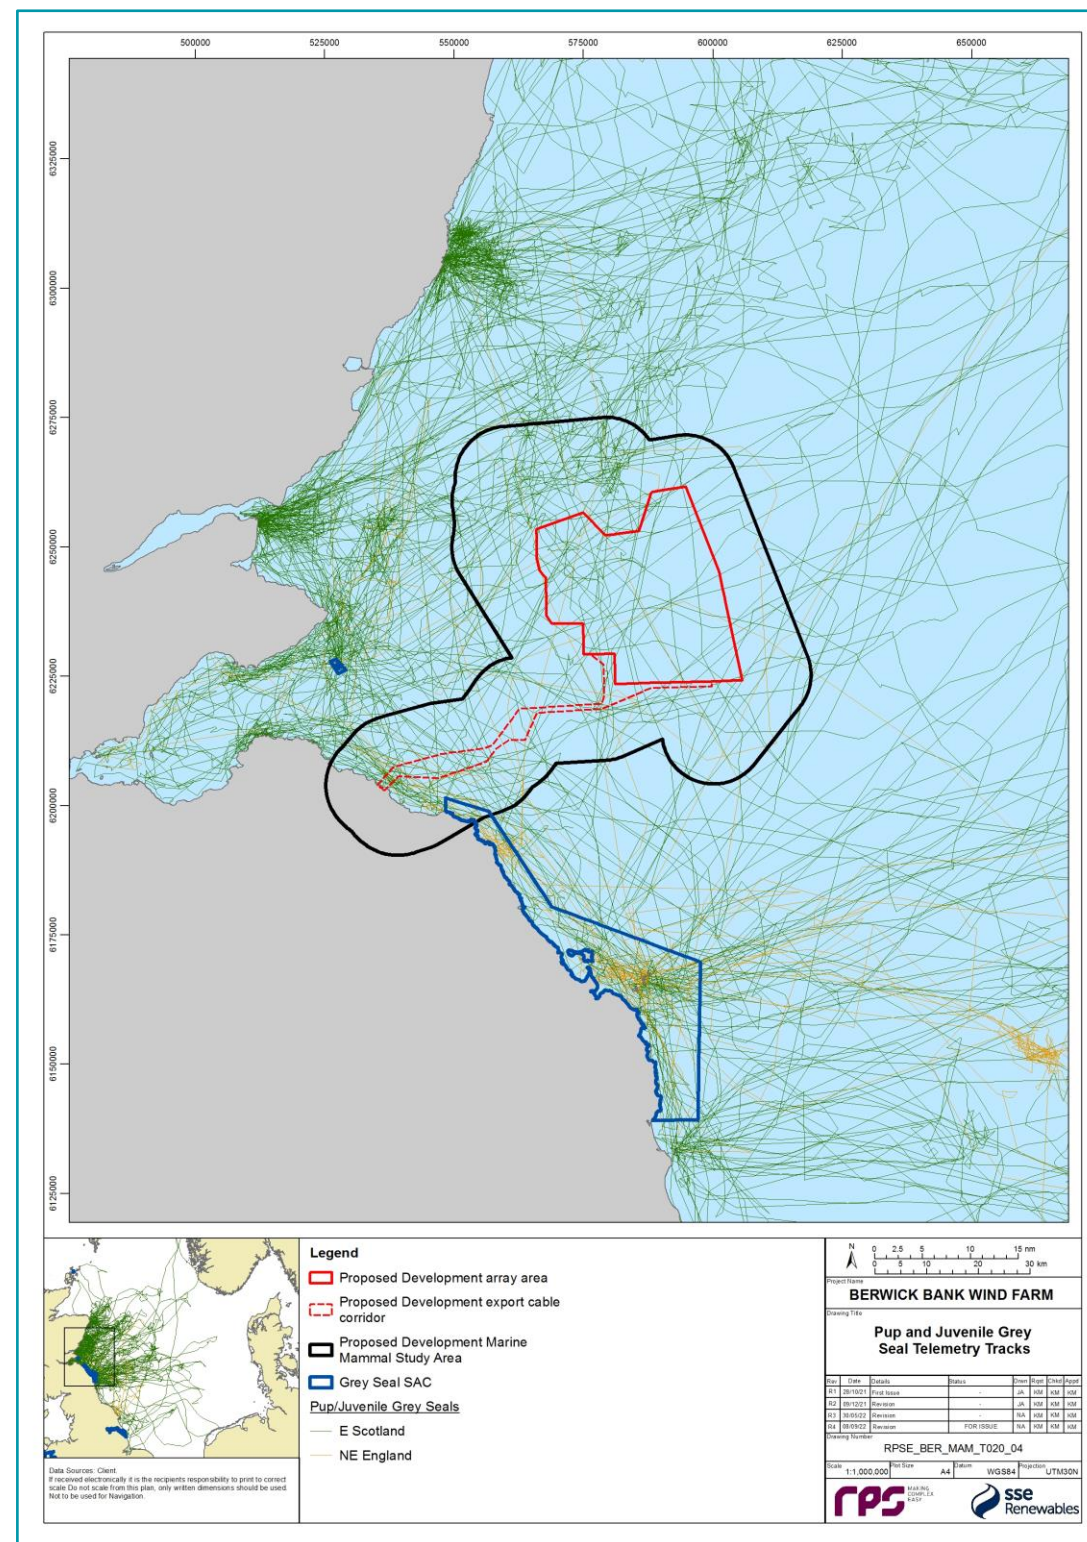 500000 525000 550000 575000 600000 625000 650000
6325000
6300000
6275000
6250000
6225000
6200000
6175000
6150000
6125000
Legend
Proposed Development array area
Proposed Development export cable
corridor
Proposed Development Marine
Mammal Study Area
Grey Seal SAC
Pup/Juvenile Grey Seals
E Scotland
NE England
Data Sources: Client.
If received electronically it is the recipients responsibility to print to correct
scale. Do not scale from this plan, only written dimensions should be used.
Not to be used for Navigation.
N
0 2.5 5 10 15 nm
0 5 10 20 30 km
Project Name
BERWICK BANK WIND FARM
Drawing Title
Pup and Juvenile Grey
Seal Telemetry Tracks
Rev Date Details Status Drwn Rqst Chkd Appd
R1 28/10/21 First Issue - JA KM KM KM
R2 09/12/21 Revision - JA KM KM KM
R3 30/05/22 Revision - NA KM KM KM
R4 08/09/22 Revision FOR ISSUE NA KM KM KM
Drawing Number
RPSE_BER_MAM_T020_04
Scale 1:1,000,000 Plot Size A4 Datum WGS84 Projection UTM30N
rps MAKING
COMPLEX
EASY
sse
Renewables